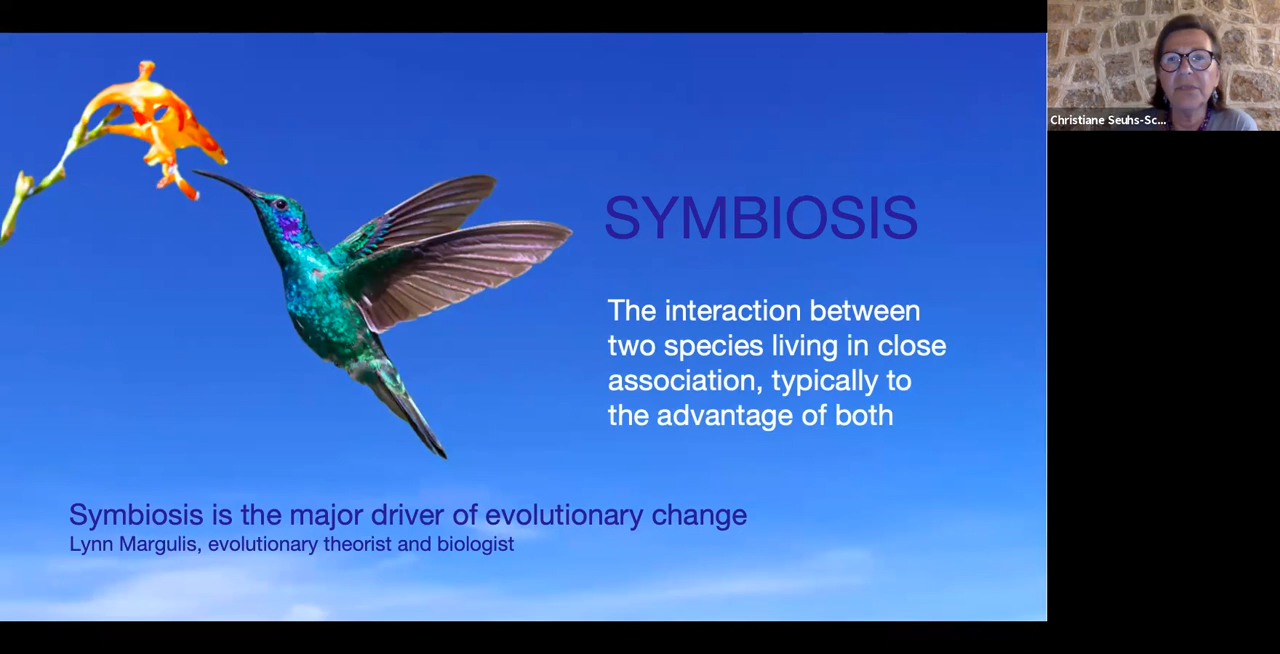 Christiane Seuhs-Sc...
SYMBIOSIS
The interaction between
two species living in close
association, typically to
the advantage of both
Symbiosis is the major driver of evolutionary change
Lynn Margulis, evolutionary theorist and biologist